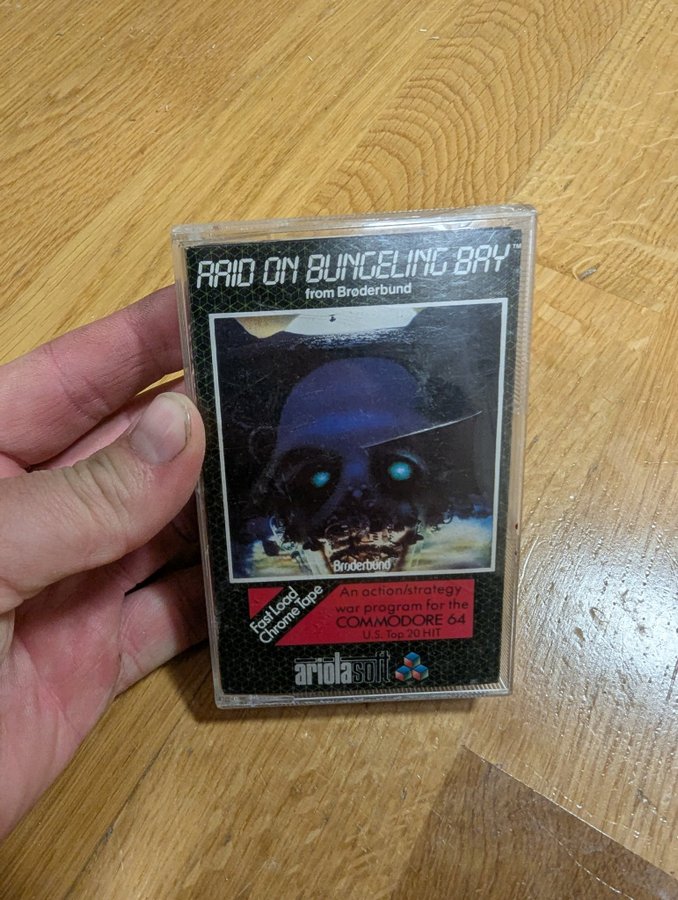 RAID ON BUNGELING BAY™
from Brøderbund
Brøderbund
Fast Load
Chrome Tape
An action/strategy
war program for the
COMMODORE 64
U.S. Top 20 HIT
ariolasoft